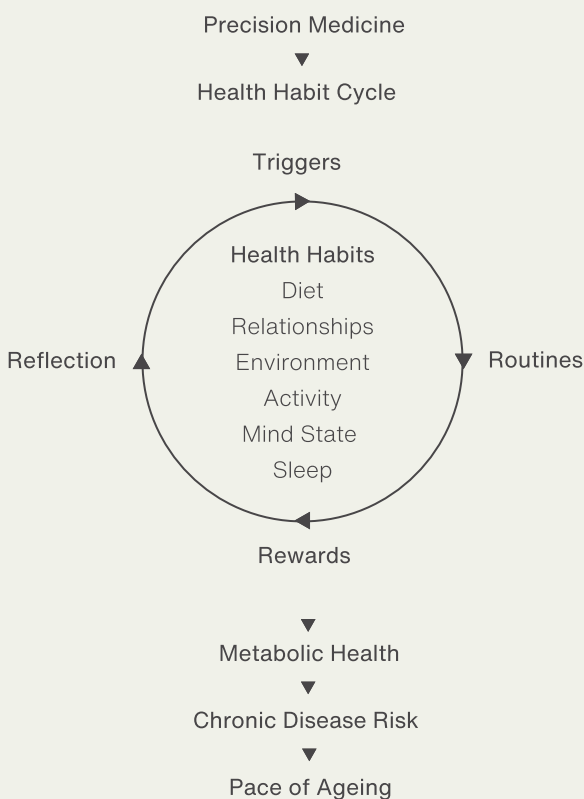 Precision Medicine
Health Habit Cycle
Triggers
Health Habits
Diet
Relationships
Environment
Activity
Mind State
Sleep
Reflection
Routines
Rewards
Metabolic Health
Chronic Disease Risk
Pace of Ageing